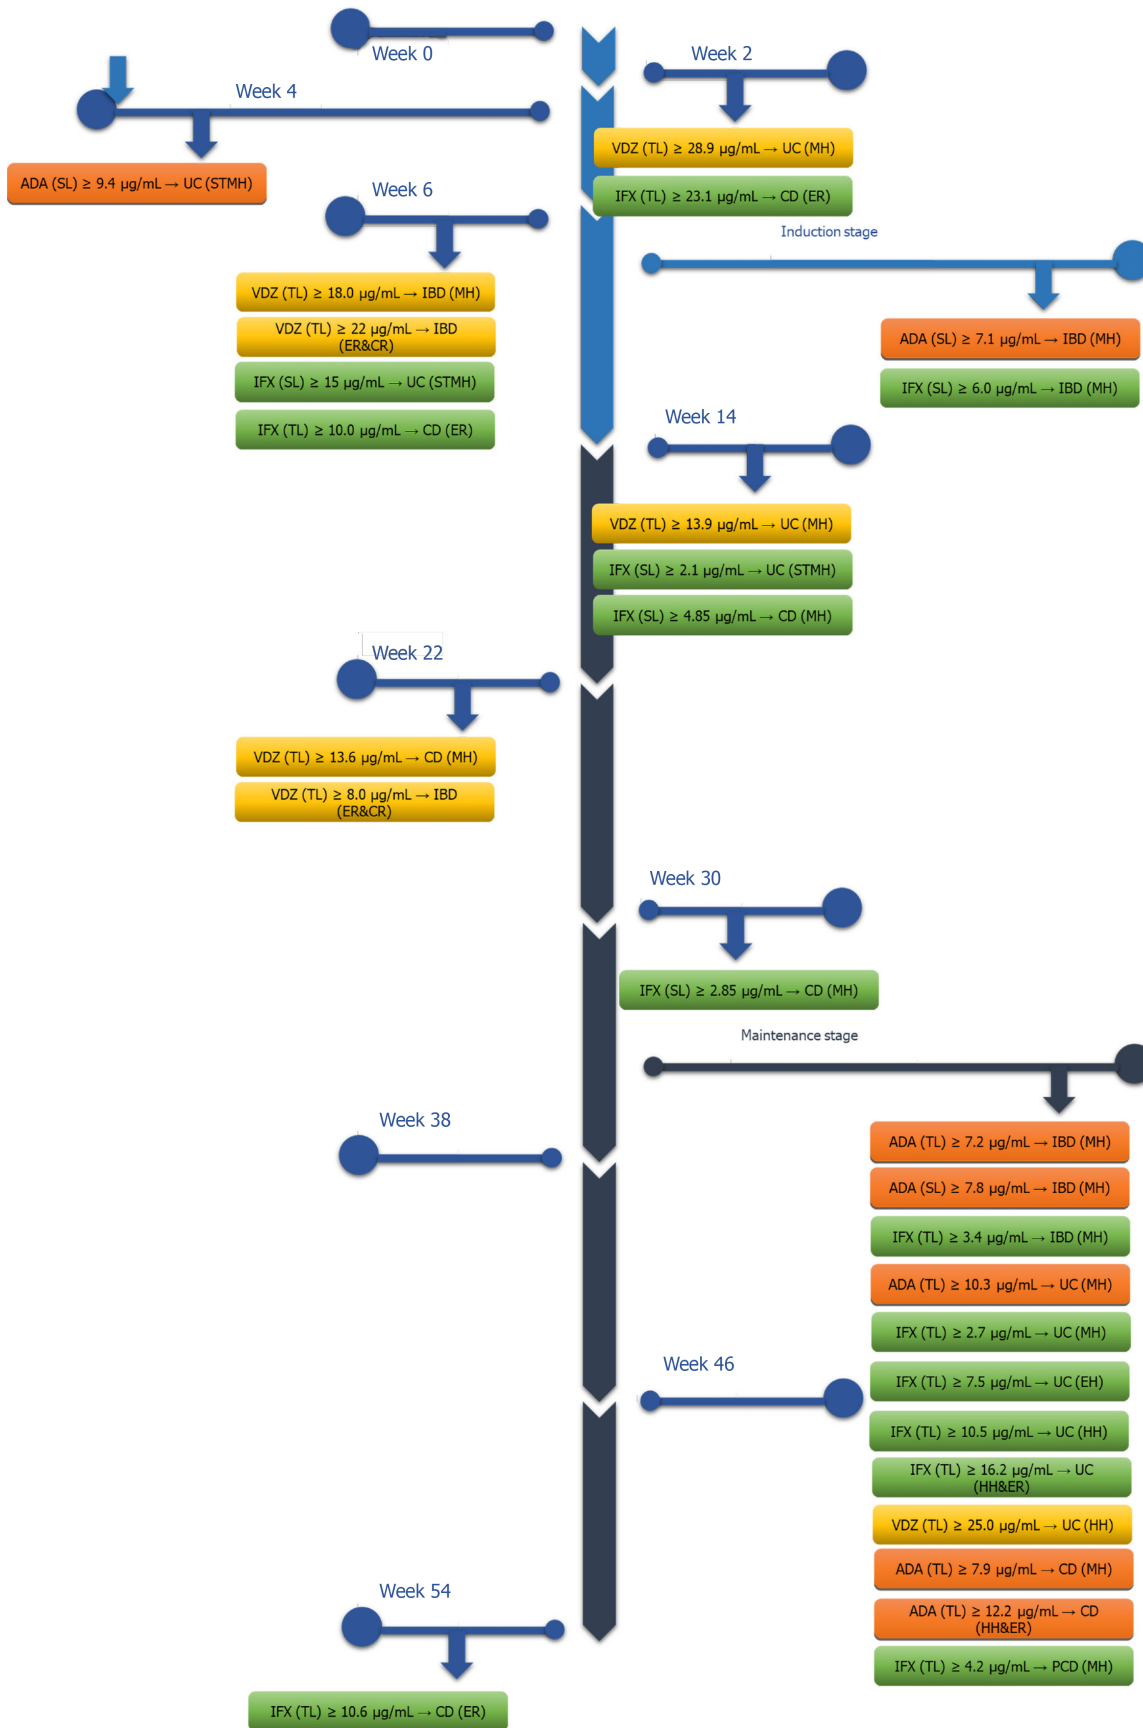 Week 0
Week 2
Week 4
VDZ (TL) ≥ 28.9 µg/mL → UC (MH)
ADA (SL) ≥ 9.4 µg/mL → UC (STMH)
IFX (TL) ≥ 23.1 µg/mL → CD (ER)
Week 6
Induction stage
VDZ (TL) ≥ 18.0 µg/mL → IBD (MH)
VDZ (TL) ≥ 22 µg/mL → IBD
(ER&CR)
IFX (SL) ≥ 15 µg/mL → UC (STMH)
IFX (TL) ≥ 10.0 µg/mL → CD (ER)
ADA (SL) ≥ 7.1 µg/mL → IBD (MH)
IFX (SL) ≥ 6.0 µg/mL → IBD (MH)
Week 14
VDZ (TL) ≥ 13.9 µg/mL → UC (MH)
IFX (SL) ≥ 2.1 µg/mL → UC (STMH)
IFX (SL) ≥ 4.85 µg/mL → CD (MH)
Week 22
VDZ (TL) ≥ 13.6 µg/mL → CD (MH)
VDZ (TL) ≥ 8.0 µg/mL → IBD
(ER&CR)
Week 30
IFX (SL) ≥ 2.85 µg/mL → CD (MH)
Maintenance stage
Week 38
ADA (TL) ≥ 7.2 µg/mL → IBD (MH)
ADA (SL) ≥ 7.8 µg/mL → IBD (MH)
IFX (TL) ≥ 3.4 µg/mL → IBD (MH)
ADA (TL) ≥ 10.3 µg/mL → UC (MH)
IFX (TL) ≥ 2.7 µg/mL → UC (MH)
Week 46
IFX (TL) ≥ 7.5 µg/mL → UC (EH)
IFX (TL) ≥ 10.5 µg/mL → UC (HH)
IFX (TL) ≥ 16.2 µg/mL → UC
(HH&ER)
VDZ (TL) ≥ 25.0 µg/mL → UC (HH)
ADA (TL) ≥ 7.9 µg/mL → CD (MH)
ADA (TL) ≥ 12.2 µg/mL → CD
(HH&ER)
IFX (TL) ≥ 4.2 µg/mL → PCD (MH)
Week 54
IFX (TL) ≥ 10.6 µg/mL → CD (ER)